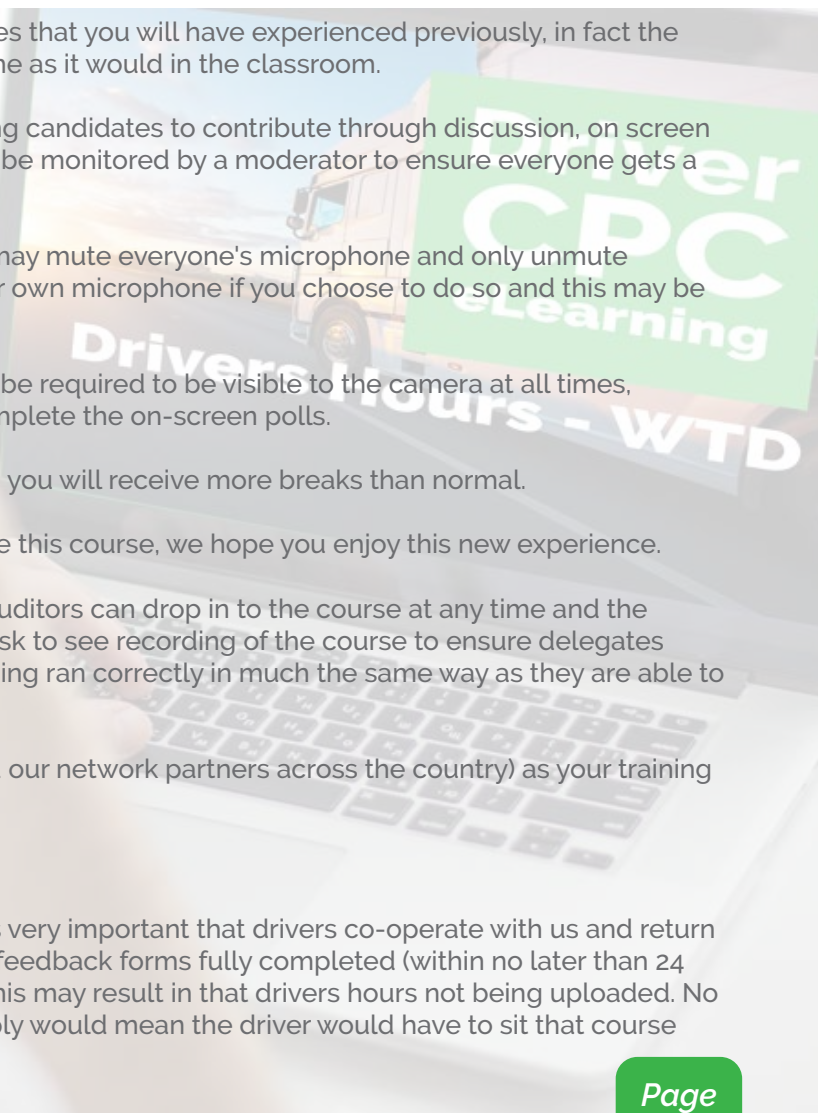 es that you will have experienced previously, in fact the
ne as it would in the classroom.
ng candidates to contribute through discussion, on screen
be monitored by a moderator to ensure everyone gets a
may mute everyone's microphone and only unmute
r own microphone if you choose to do so and this may be
be required to be visible to the camera at all times,
mplete the on-screen polls.
you will receive more breaks than normal.
e this course, we hope you enjoy this new experience.
uditors can drop in to the course at any time and the
sk to see recording of the course to ensure delegates
ing ran correctly in much the same way as they are able to
our network partners across the country) as your training
s very important that drivers co-operate with us and return
feedback forms fully completed (within no later than 24
his may result in that drivers hours not being uploaded. No
ply would mean the driver would have to sit that course
Page
Driver
CPC
eLearning
Drivers Hours - WTD